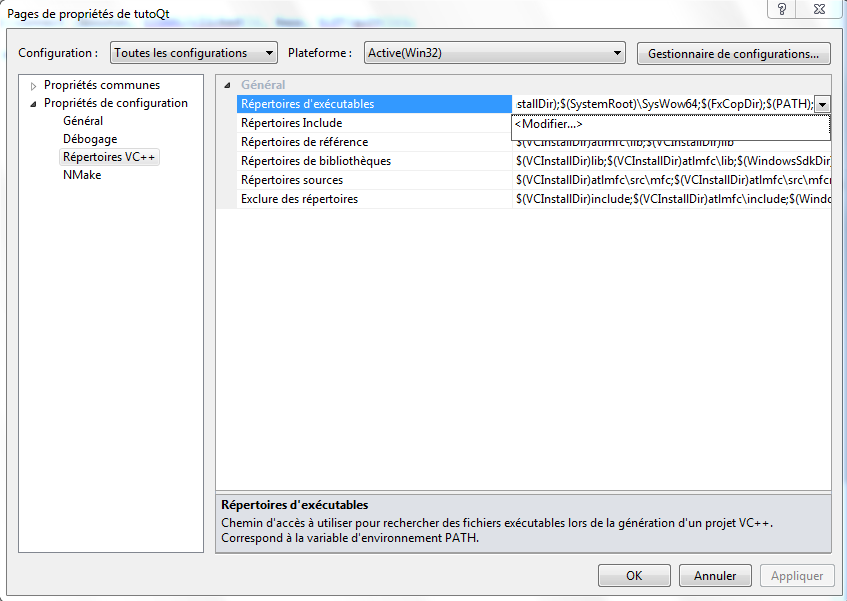 Pages de propriétés de tutoQt
Configuration : Toutes les configurations Plateforme : Active(Win32) Gestionnaire de configurations...
Propriétés communes
Propriétés de configuration
Général
Débogage
Répertoires VC++
NMake
Général
Répertoires d'exécutables stallDir);$(SystemRoot)\SysWow64;$(FxCopDir);$(PATH);
Répertoires Include <Modifier...>
Répertoires de référence $(VCInstallDir)atlmfc\lib;$(VCInstallDir)lib
Répertoires de bibliothèques $(VCInstallDir)lib;$(VCInstallDir)atlmfc\lib;$(WindowsSdkDir)
Répertoires sources $(VCInstallDir)atlmfc\src\mfc;$(VCInstallDir)atlmfc\src\mfcm
Exclure des répertoires $(VCInstallDir)include;$(VCInstallDir)atlmfc\include;$(Windo
Répertoires d'exécutables
Chemin d'accès à utiliser pour rechercher des fichiers exécutables lors de la génération d'un projet VC++.
Correspond à la variable d'environnement PATH.
OK Annuler Appliquer